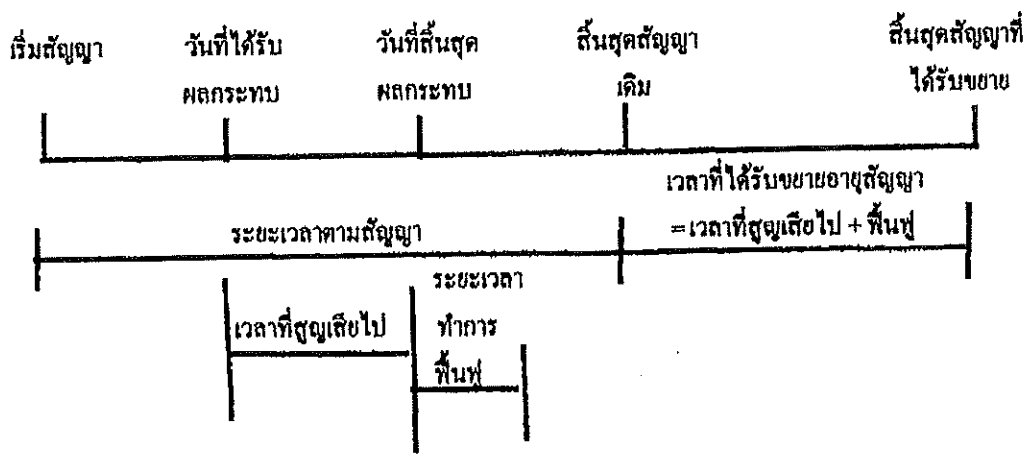 เริ่มสัญญา
วันที่ได้รับ
ผลกระทบ
วันที่สิ้นสุด
ผลกระทบ
สิ้นสุดสัญญา
เดิม
สิ้นสุดสัญญาที่
ได้รับขยาย
เวลาที่ได้รับขยายอายุสัญญา
=เวลาที่สูญเสียไป + ฟื้นฟู
ระยะเวลาตามสัญญา
เวลาที่สูญเสียไป
ระยะเวลา
ทำการ
ฟื้นฟู